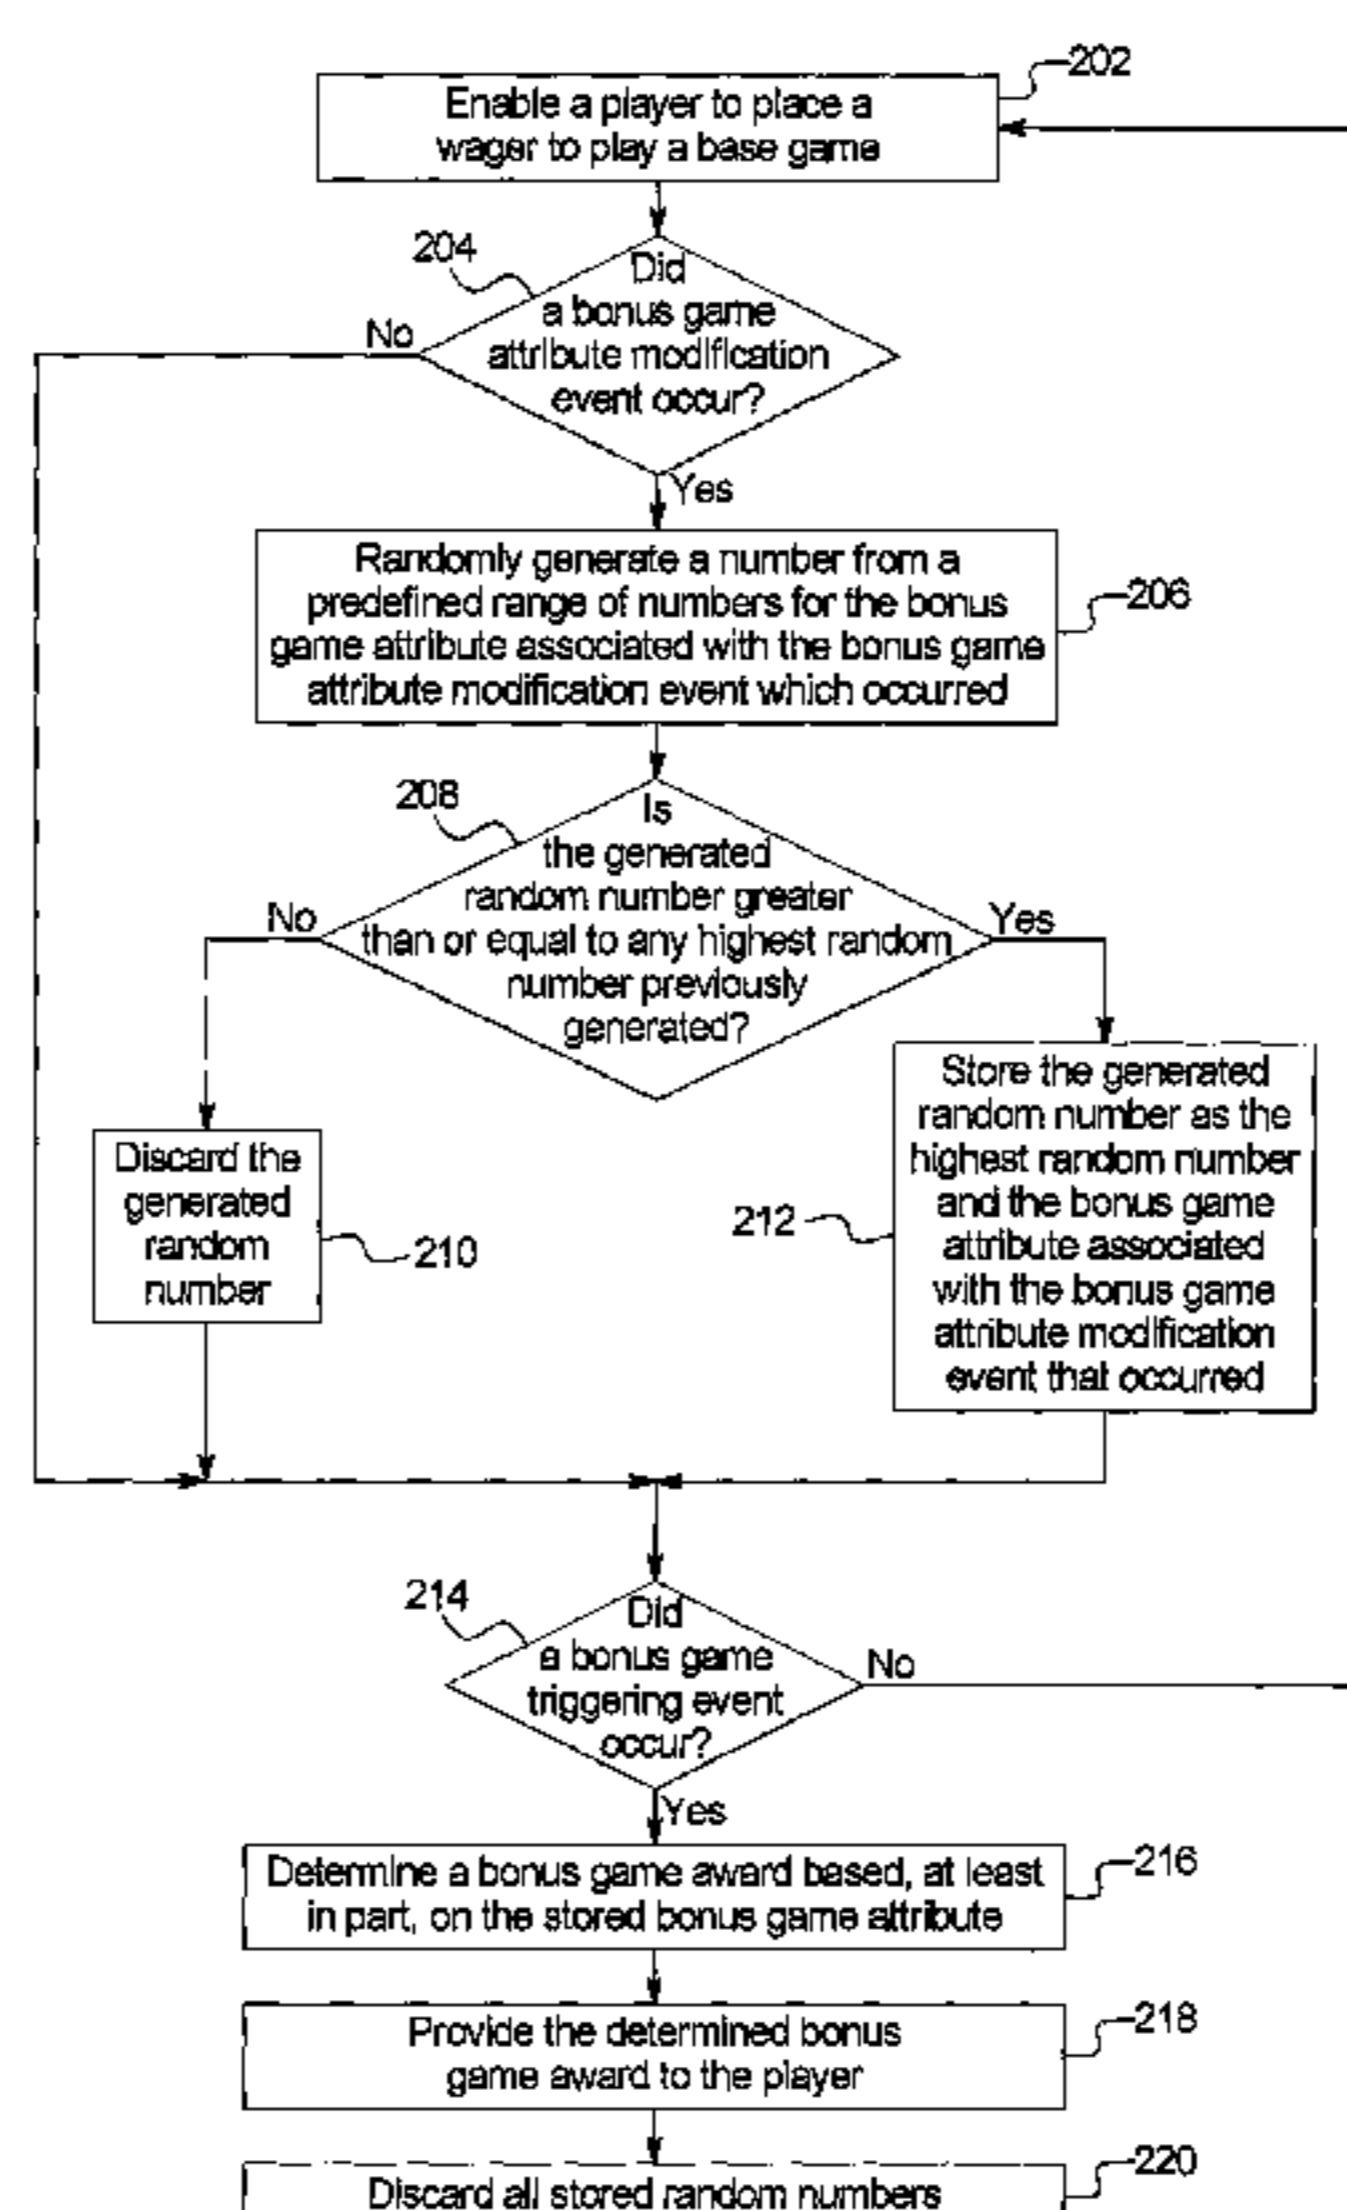 202
Enable a player to place a
wager to play a base game
204
Did
a bonus game
attribute modification
event occur?
No
Yes
Randomly generate a number from a
predefined range of numbers for the bonus
game attribute associated with the bonus game
attribute modification event which occurred
206
208
Is
the generated
random number greater
than or equal to any highest random
number previously
generated?
No
Yes
Discard the
generated
random
number
210
Store the generated
random number as the
highest random number
and the bonus game
attribute associated
with the bonus game
attribute modification
event that occurred
212
214
Did
a bonus game
triggering event
occur?
No
Yes
Determine a bonus game award based, at least
in part, on the stored bonus game attribute
216
Provide the determined bonus
game award to the player
218
220
Discard all stored random numbers